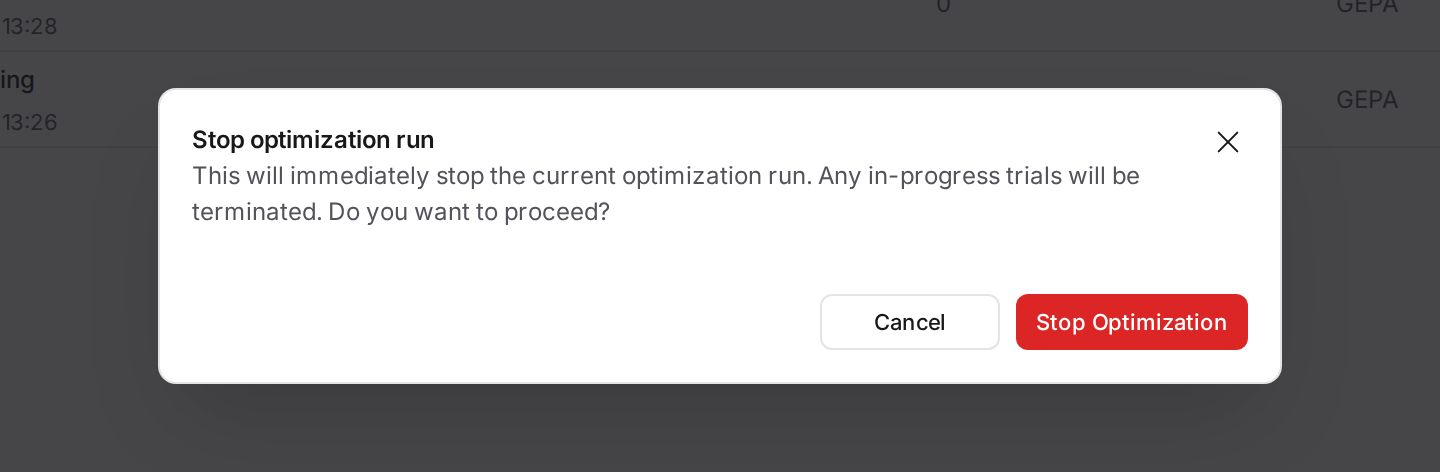 0
GEPA
13:28
ing
13:26
GEPA
Stop optimization run
This will immediately stop the current optimization run. Any in-progress trials will be
terminated. Do you want to proceed?
Cancel
Stop Optimization